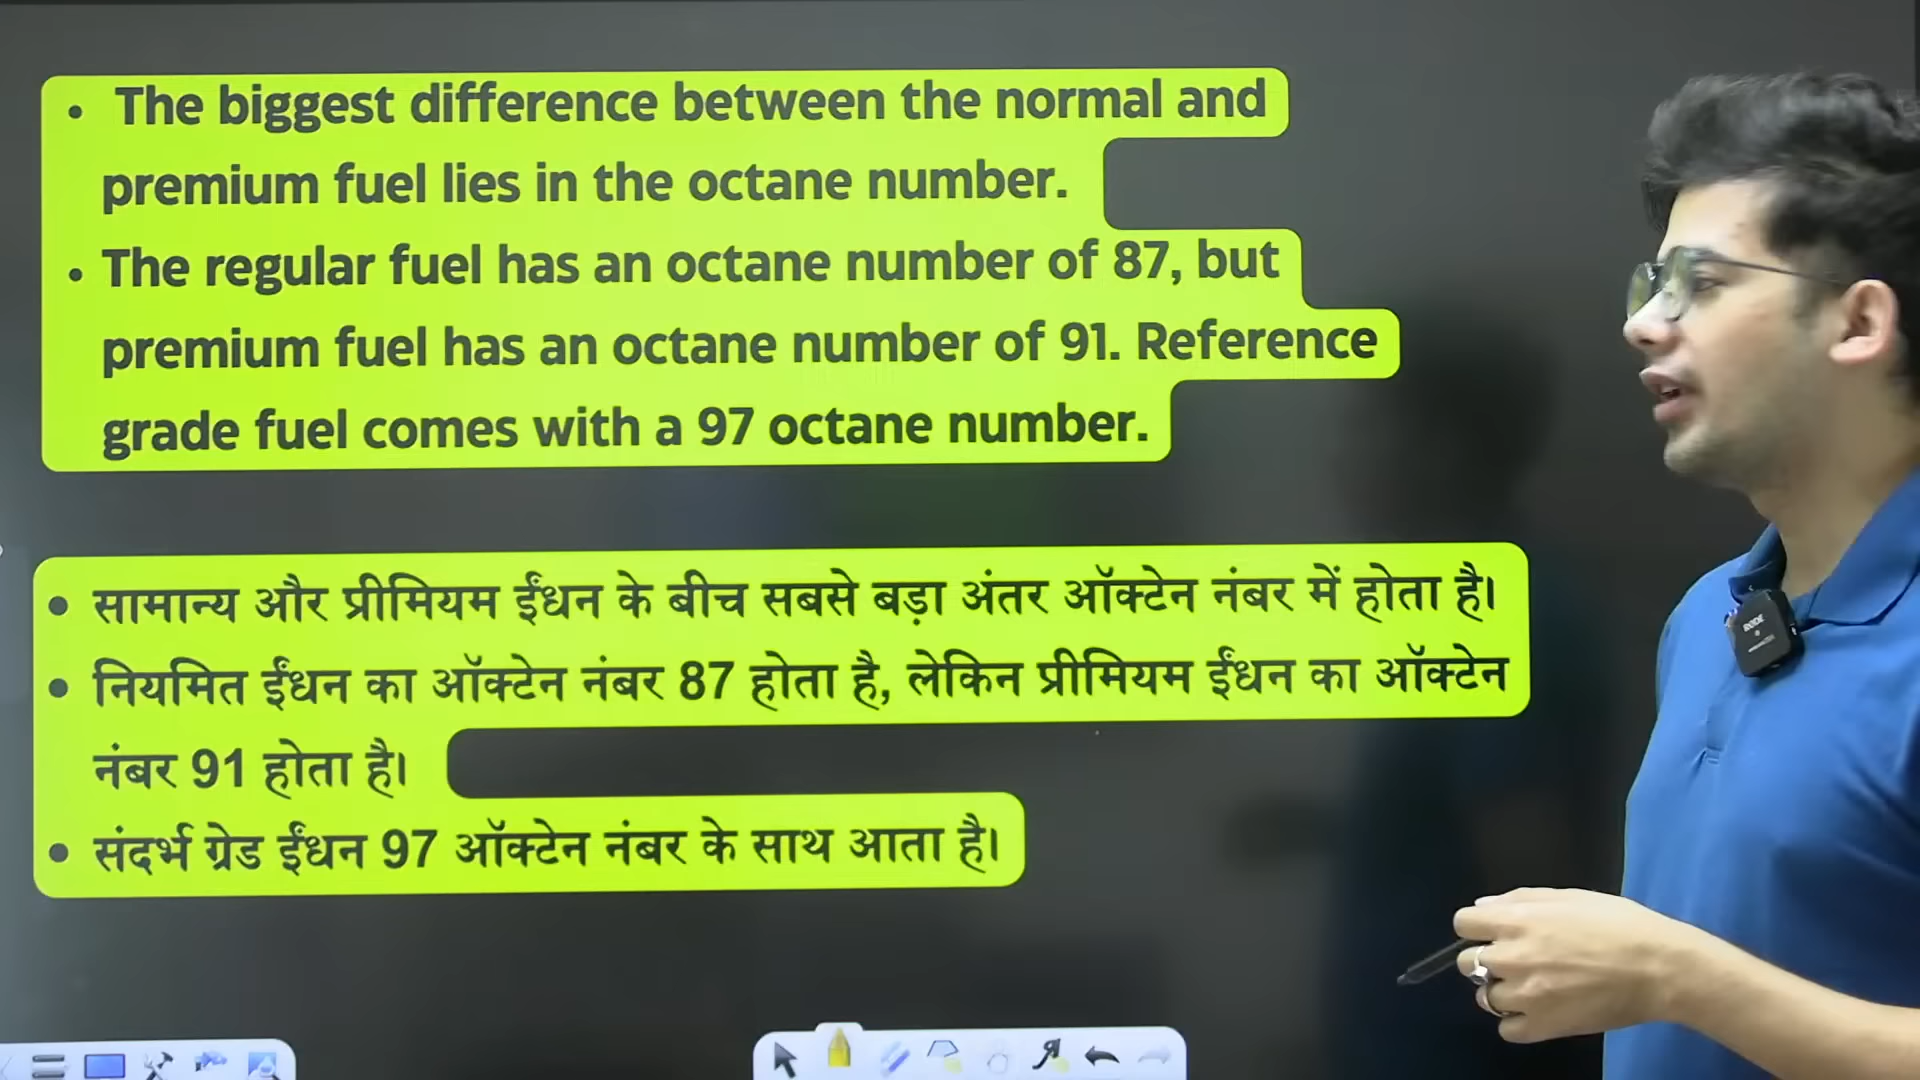 • The biggest difference between the normal and
premium fuel lies in the octane number.
• The regular fuel has an octane number of 87, but
premium fuel has an octane number of 91. Reference
grade fuel comes with a 97 octane number.
• सामान्य और प्रीमियम ईंधन के बीच सबसे बड़ा अंतर ऑक्टेन नंबर में होता है।
• नियमित ईंधन का ऑक्टेन नंबर 87 होता है, लेकिन प्रीमियम ईंधन का ऑक्टेन
नंबर 91 होता है।
• संदर्भ ग्रेड ईंधन 97 ऑक्टेन नंबर के साथ आता है।
RODE